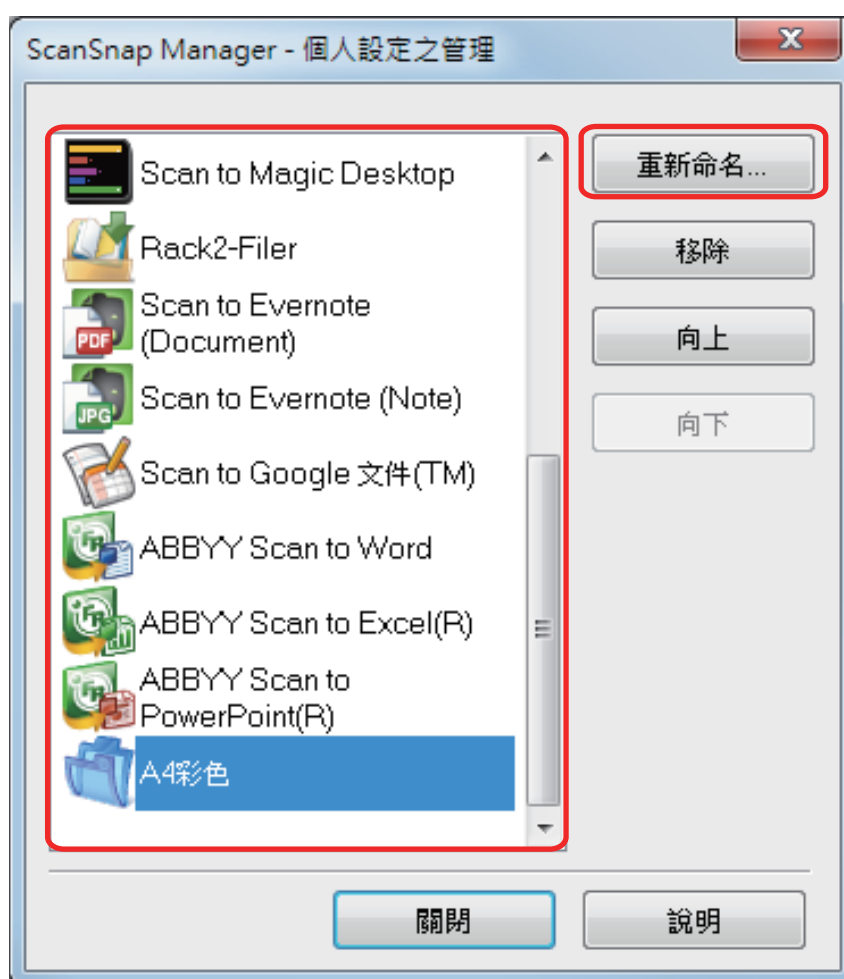 ScanSnap Manager - 個人設定之管理
Scan to Magic Desktop
Rack2-Filer
Scan to Evernote
(Document)
PDF
Scan to Evernote (Note)
JPG
Scan to Google 文件(TM)
ABBYY Scan to Word
ABBYY Scan to Excel(R)
ABBYY Scan to
PowerPoint(R)
A4彩色
重新命名...
移除
向上
向下
關閉
說明